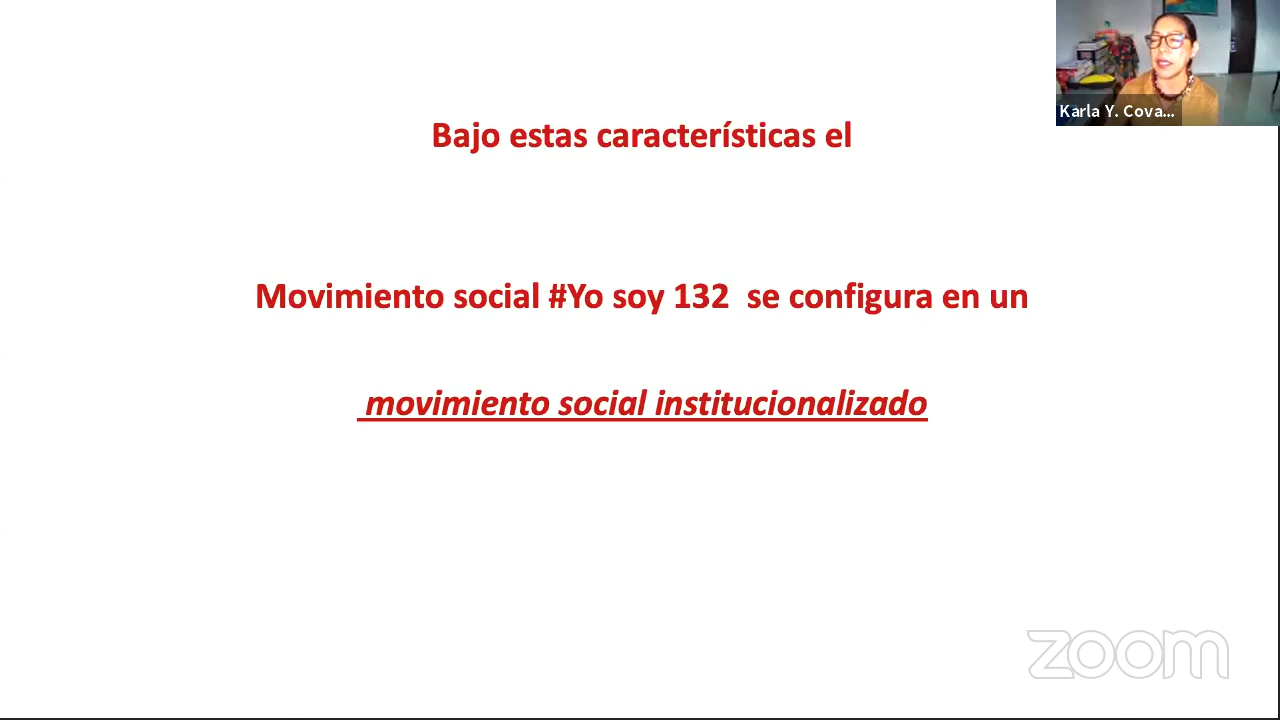 Karla Y. Cova...
Bajo estas características el
Movimiento social #Yo soy 132  se configura en un
movimiento social institucionalizado
zoom